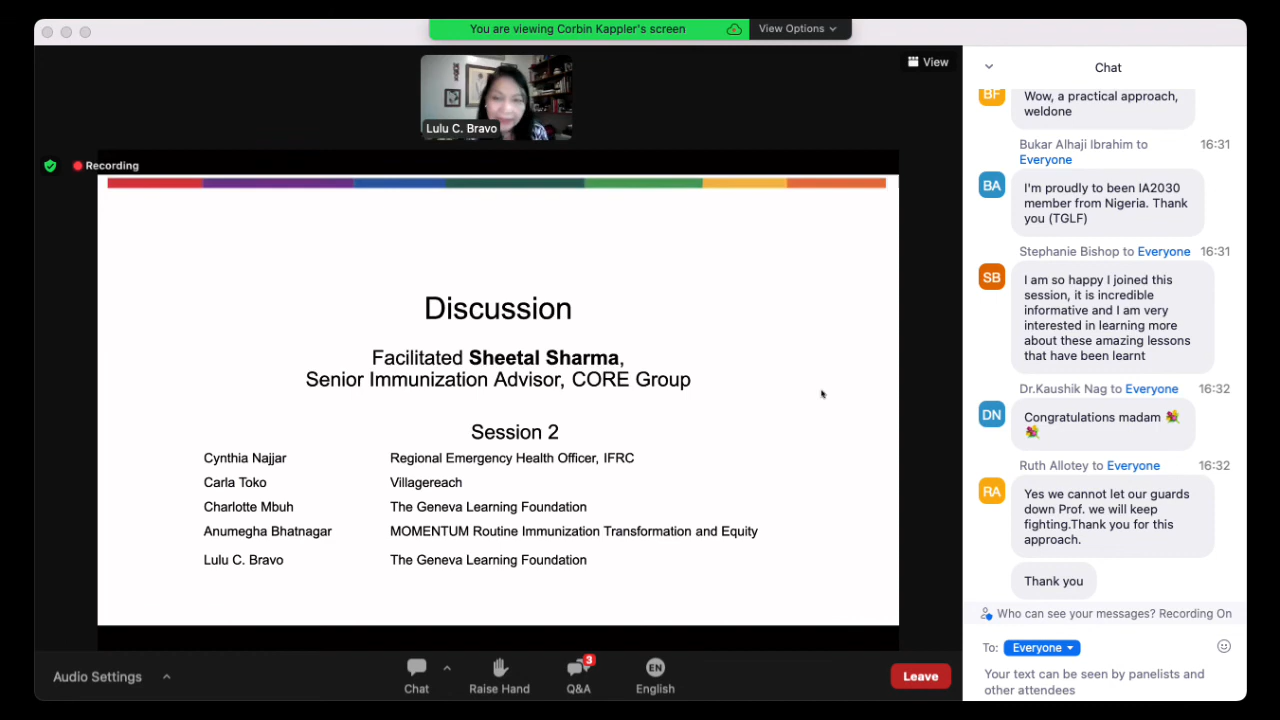 You are viewing Corbin Kappler's screen
View Options
View
Lulu C. Bravo
Recording
Discussion
Facilitated Sheetal Sharma,
Senior Immunization Advisor, CORE Group
Session 2
Cynthia Najjar Regional Emergency Health Officer, IFRC
Carla Toko Villagereach
Charlotte Mbuh The Geneva Learning Foundation
Anumegha Bhatnagar MOMENTUM Routine Immunization Transformation and Equity
Lulu C. Bravo The Geneva Learning Foundation
Audio Settings
Chat
Raise Hand
3
Q&A
EN
English
Leave
Chat
BF
Wow, a practical approach,
weldone
Bukar Alhaji Ibrahim to 16:31
Everyone
BA
I'm proudly to been IA2030
member from Nigeria. Thank
you (TGLF)
Stephanie Bishop to Everyone 16:31
SB
I am so happy I joined this
session, it is incredible
informative and I am very
interested in learning more
about these amazing lessons
that have been learnt
Dr.Kaushik Nag to Everyone 16:32
DN
Congratulations madam 💐
💐
Ruth Allotey to Everyone 16:32
RA
Yes we cannot let our guards
down Prof. we will keep
fighting.Thank you for this
approach.
Thank you
Who can see your messages? Recording On
To: Everyone
Your text can be seen by panelists and
other attendees